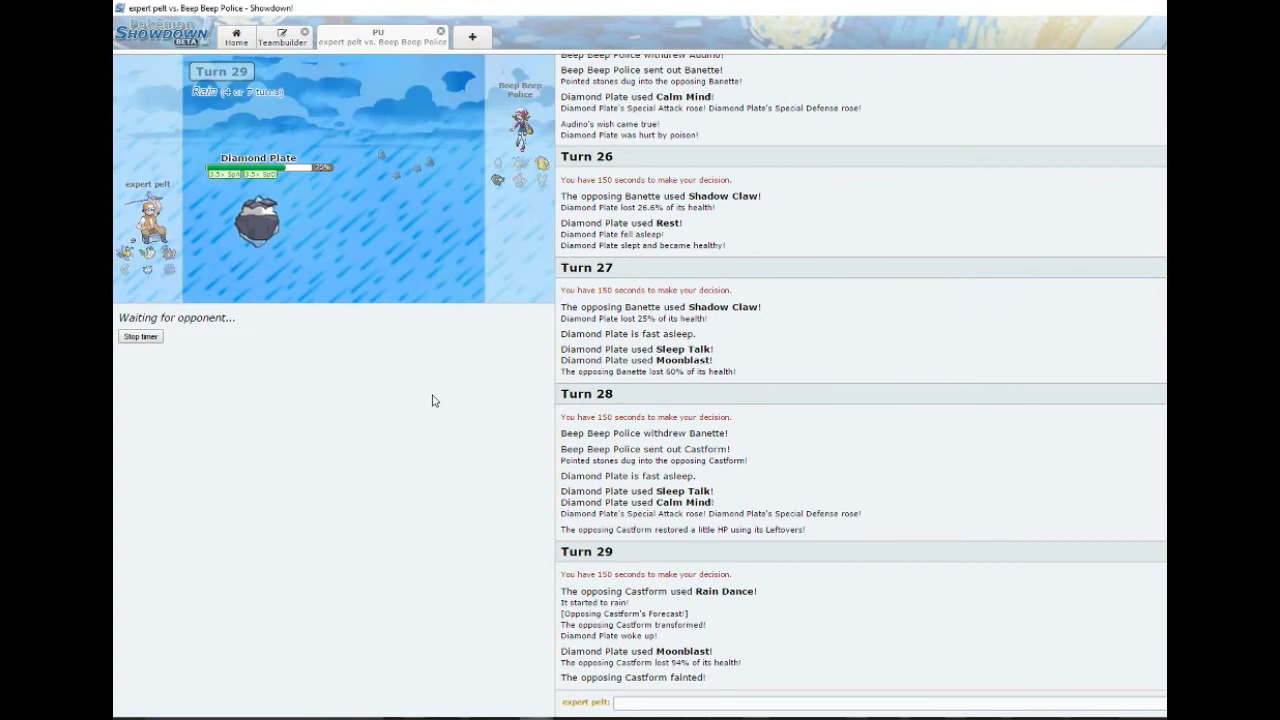 expert pelt vs. Beep Beep Police - Showdown!
Pokémon
SHOWDOWN
BETA
Home
Teambuilder
PU
expert pelt vs. Beep Beep Police
+
Turn 29
Rain (4 or 7 turns)
Beep Beep
Police
Diamond Plate
75%
3.5× SpA 3.5× SpD
expert pelt
Waiting for opponent...
Stop timer
Beep Beep Police withdrew Audino!
Beep Beep Police sent out Banette!
Pointed stones dug into the opposing Banette!
Diamond Plate used Calm Mind!
Diamond Plate's Special Attack rose! Diamond Plate's Special Defense rose!
Audino's wish came true!
Diamond Plate was hurt by poison!
Turn 26
You have 150 seconds to make your decision.
The opposing Banette used Shadow Claw!
Diamond Plate lost 26.6% of its health!
Diamond Plate used Rest!
Diamond Plate fell asleep!
Diamond Plate slept and became healthy!
Turn 27
You have 150 seconds to make your decision.
The opposing Banette used Shadow Claw!
Diamond Plate lost 25% of its health!
Diamond Plate is fast asleep.
Diamond Plate used Sleep Talk!
Diamond Plate used Moonblast!
The opposing Banette lost 60% of its health!
Turn 28
You have 150 seconds to make your decision.
Beep Beep Police withdrew Banette!
Beep Beep Police sent out Castform!
Pointed stones dug into the opposing Castform!
Diamond Plate is fast asleep.
Diamond Plate used Sleep Talk!
Diamond Plate used Calm Mind!
Diamond Plate's Special Attack rose! Diamond Plate's Special Defense rose!
The opposing Castform restored a little HP using its Leftovers!
Turn 29
You have 150 seconds to make your decision.
The opposing Castform used Rain Dance!
It started to rain!
[Opposing Castform's Forecast!]
The opposing Castform transformed!
Diamond Plate woke up!
Diamond Plate used Moonblast!
The opposing Castform lost 94% of its health!
The opposing Castform fainted!
expert pelt: